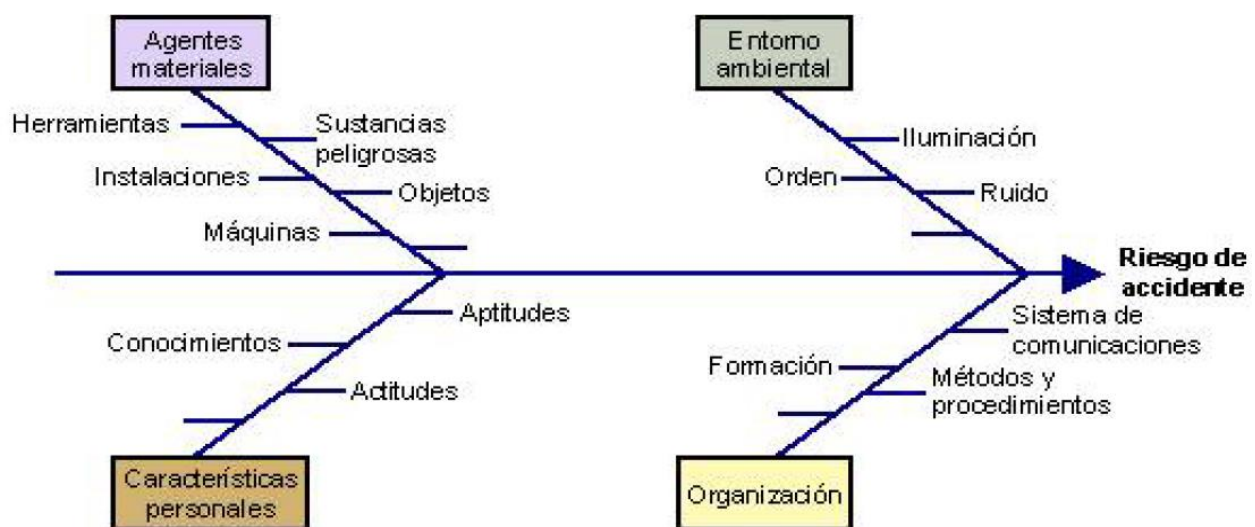 Agentes
materiales
Entorno
ambiental
Herramientas
Sustancias
peligrosas
Iluminación
Instalaciones
Orden
Objetos
Ruido
Máquinas
Riesgo de
accidente
Aptitudes
Sistema de
comunicaciones
Conocimientos
Formación
Actitudes
Métodos y
procedimientos
Características
personales
Organización